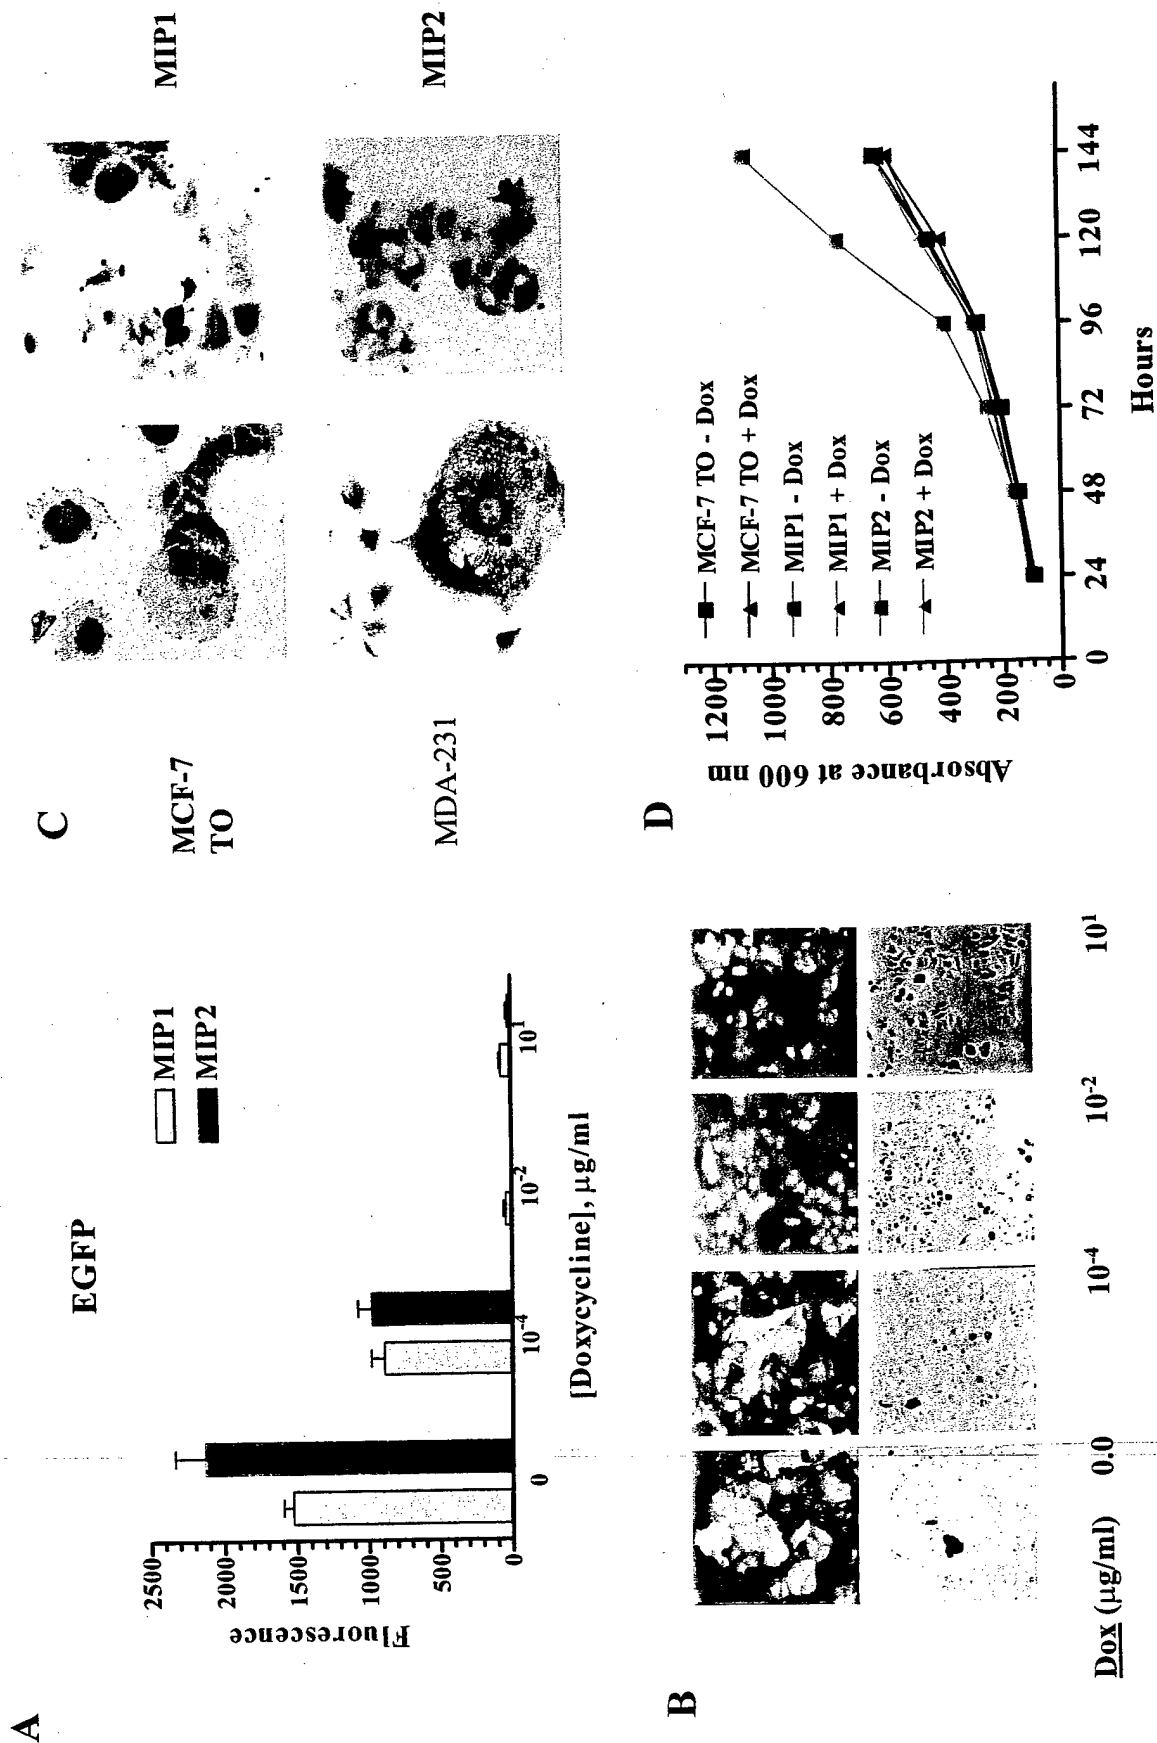 A
EGFP
MIP1
MIP2
Fluorescence
2500
2000
1500
1000
500
0
0
10-4
10-2
101
[Doxycycline], µg/ml
B
Dox (µg/ml)
0.0
10-4
10-2
101
C
MCF-7
TO
MIP1
MDA-231
MIP2
D
Absorbance at 600 nm
1200
1000
800
600
400
200
0
MCF-7 TO - Dox
MCF-7 TO + Dox
MIP1 - Dox
MIP1 + Dox
MIP2 - Dox
MIP2 + Dox
0
24
48
72
96
120
144
Hours